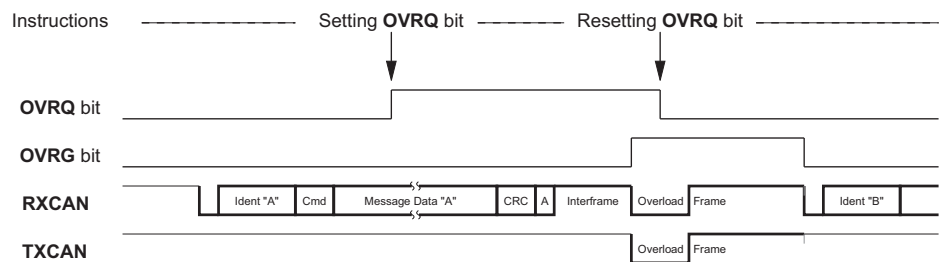 Instructions Setting OVRQ bit Resetting OVRQ bit
OVRQ bit
OVRG bit
RXCAN Ident "A" Cmd Message Data "A" CRC A Interframe Overload Frame Ident "B"
TXCAN Overload Frame